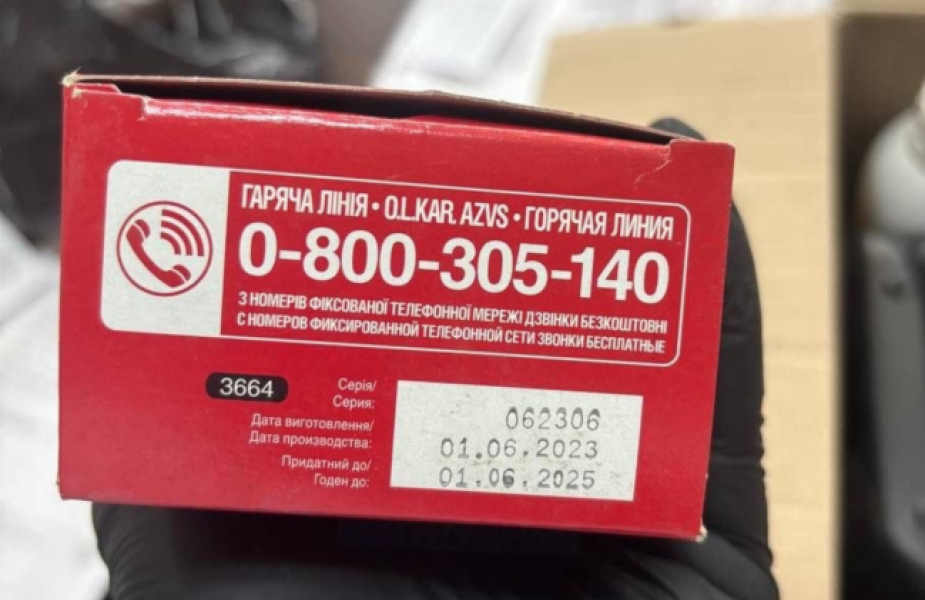 ГАРЯЧА ЛІНІЯ • O.L.KAR. AZVS • ГОРЯЧАЯ ЛИНИЯ
0-800-305-140
З НОМЕРІВ ФІКСОВАНОЇ ТЕЛЕФОННОЇ МЕРЕЖІ ДЗВІНКИ БЕЗКОШТОВНІ
С НОМЕРОВ ФИКСИРОВАННОЙ ТЕЛЕФОННОЙ СЕТИ ЗВОНКИ БЕСПЛАТНЫЕ
3664
Серія/
Серия:
062306
Дата виготовлення/
Дата производства:
01.06.2023
Придатний до/
Годен до:
01.06.2025